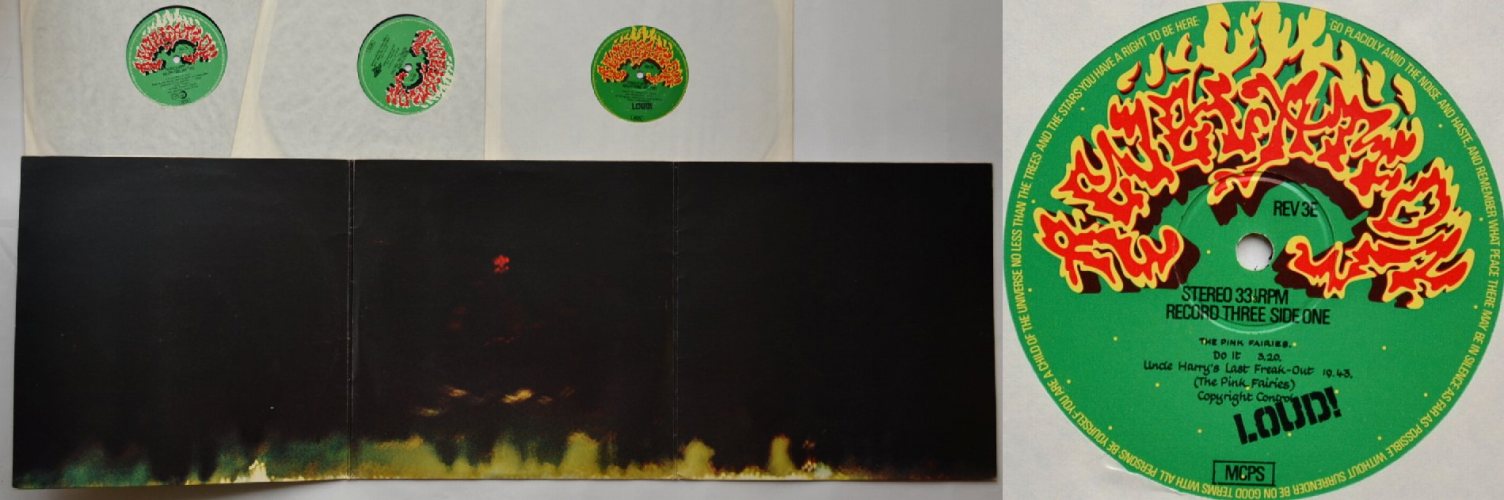 LOUD!
REVELATION
GO PLACIDLY AMID THE NOISE AND HASTE AND REMEMBER WHAT PEACE THERE MAY BE IN SILENCE AS FAR AS POSSIBLE WITHOUT SURRENDER BE ON GOOD TERMS WITH ALL PERSONS BE YOURSELF YOU ARE A CHILD OF THE UNIVERSE NO LESS THAN THE TREES AND THE STARS YOU HAVE A RIGHT TO BE HERE
REV 3E
STEREO 33⅓RPM
RECORD THREE SIDE ONE
THE PINK FAIRIES.
Do It 3.20.
Uncle Harry's Last Freak-Out 19.43.
(The Pink Fairies)
Copyright Control
LOUD!
MCPS